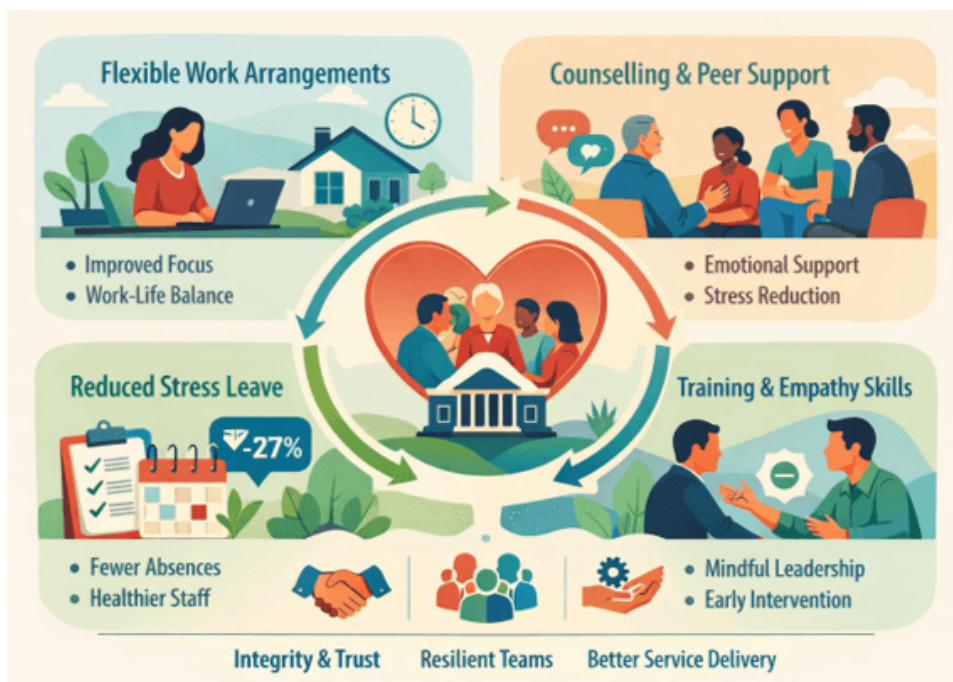 Flexible Work Arrangements
• Improved Focus
• Work-Life Balance
Counselling & Peer Support
• Emotional Support
• Stress Reduction
Reduced Stress Leave
-27%
• Fewer Absences
• Healthier Staff
Training & Empathy Skills
• Mindful Leadership
• Early Intervention
Integrity & Trust
Resilient Teams
Better Service Delivery